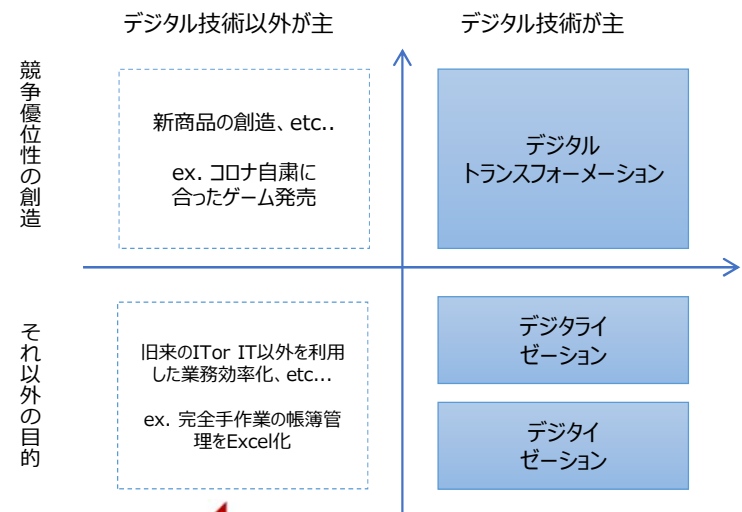 デジタル技術以外が主
デジタル技術が主
競争優位性の創造
新商品の創造、etc..
ex. コロナ自粛に
合ったゲーム発売
デジタル
トランスフォーメーション
それ以外の目的
旧来のITor IT以外を利用
した業務効率化、etc...
ex. 完全手作業の帳簿管
理をExcel化
デジタライ
ゼーション
デジタイ
ゼーション